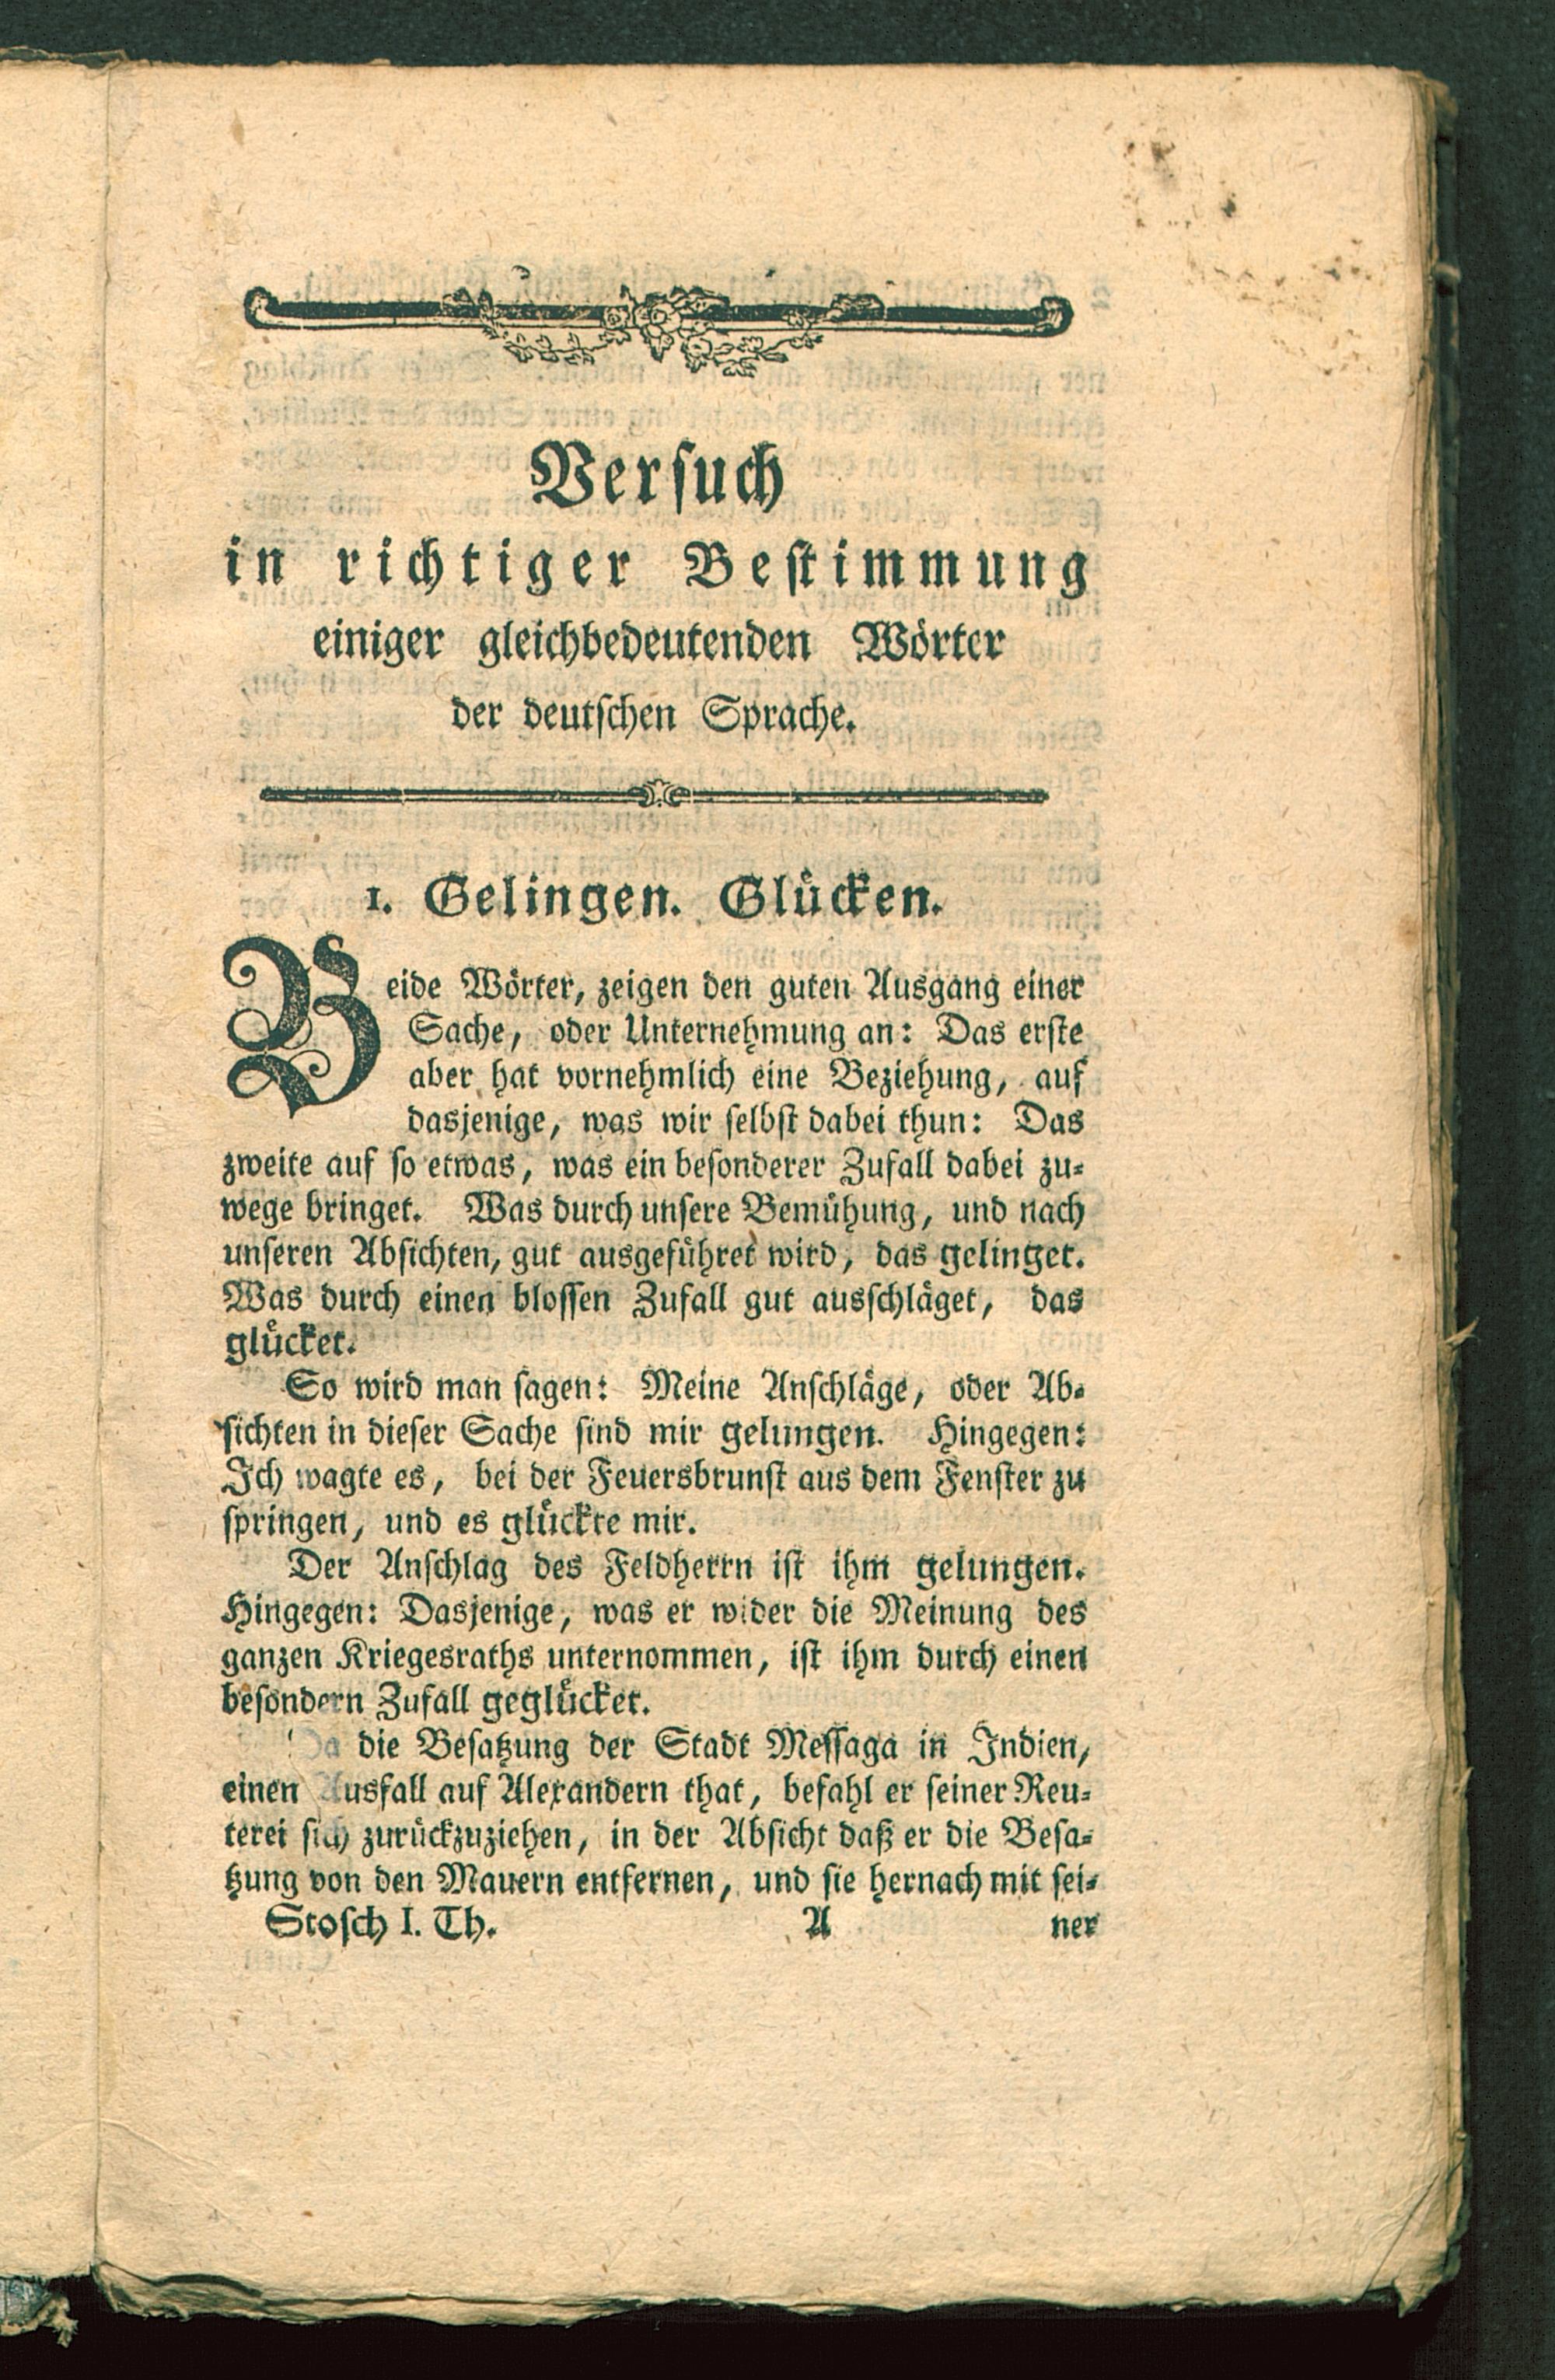 Versuch
in richtiger Bestimmung
einiger gleichbedeutenden Wörter
der deutschen Sprache.
1. Gelingen. Glücken.
Beide Wörter, zeigen den guten Ausgang einer
Sache, oder Unternehmung an: Das erste
aber hat vornehmlich eine Beziehung, auf
dasjenige, was wir selbst dabei thun: Das
zweite auf so etwas, was ein besonderer Zufall dabei zu-
wege bringet. Was durch unsere Bemühung, und nach
unseren Absichten, gut ausgeführet wird, das gelinget.
Was durch einen blossen Zufall gut ausschläget, das
glücket.
So wird man sagen: Meine Anschläge, oder Ab-
sichten in dieser Sache sind mir gelungen. Hingegen:
Ich wagte es, bei der Feuersbrunst aus dem Fenster zu
springen, und es glückte mir.
Der Anschlag des Feldherrn ist ihm gelungen.
Hingegen: Dasjenige, was er wider die Meinung des
ganzen Kriegesraths unternommen, ist ihm durch einen
besondern Zufall geglücket.
Da die Besatzung der Stadt Messaga in Indien,
einen Ausfall auf Alexandern that, befahl er seiner Reu-
terei sich zurückzuziehen, in der Absicht daß er die Besa-
tzung von den Mauern entfernen, und sie hernach mit sei-
Stosch I. Th. A ner